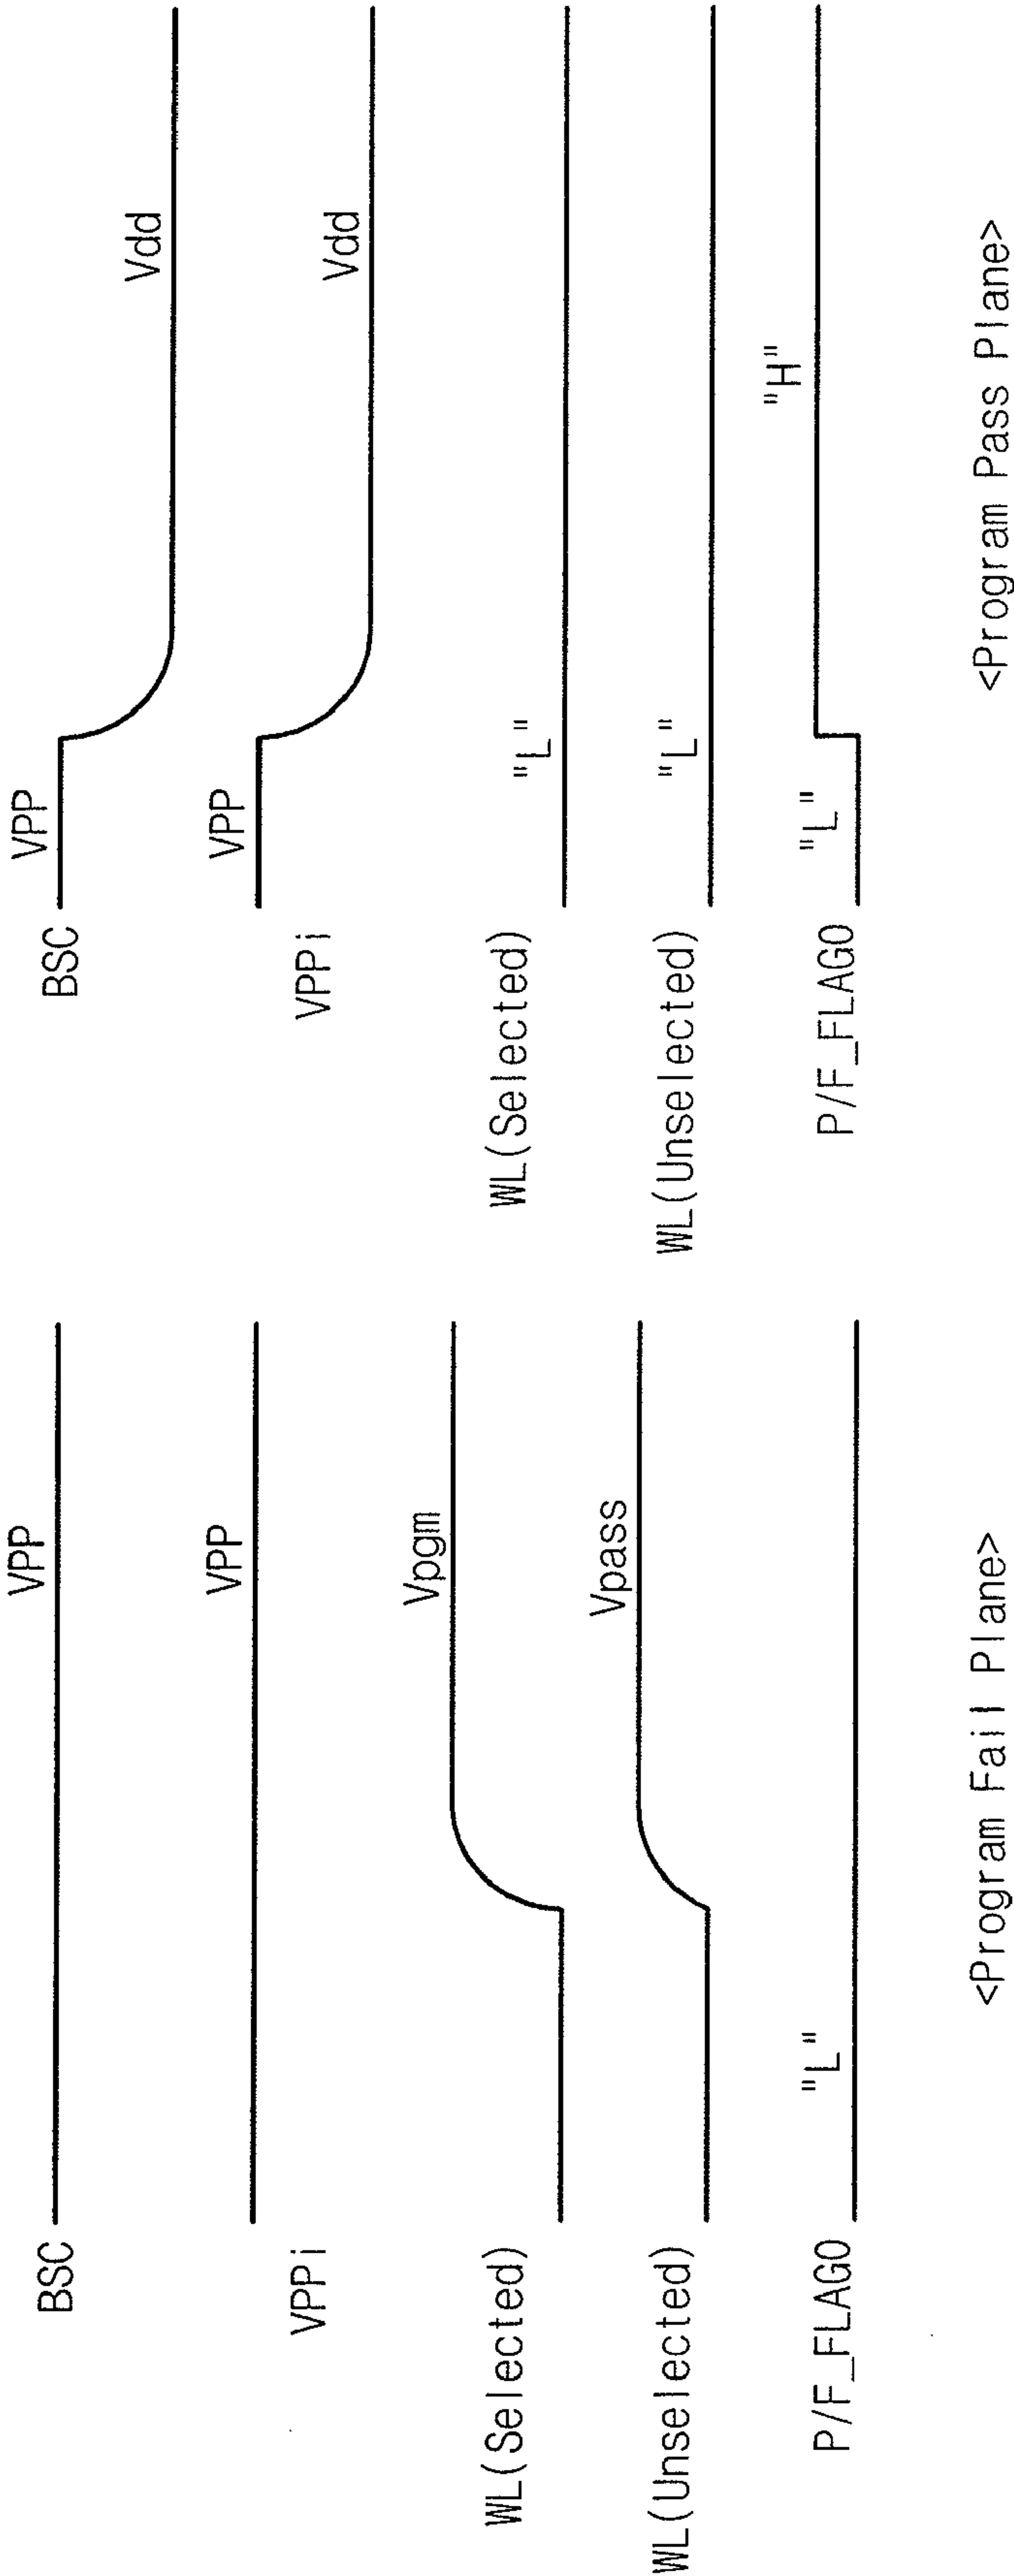 BSC
VPP
VPPi
VPP
WL(Selected)
Vpgm
WL(Unselected)
Vpass
P/F_FLAG0
"L"
<Program Fail Plane>
BSC
VPP
Vdd
VPPi
VPP
Vdd
WL(Selected)
"L"
WL(Unselected)
"L"
P/F_FLAG0
"L"
"H"
<Program Pass Plane>